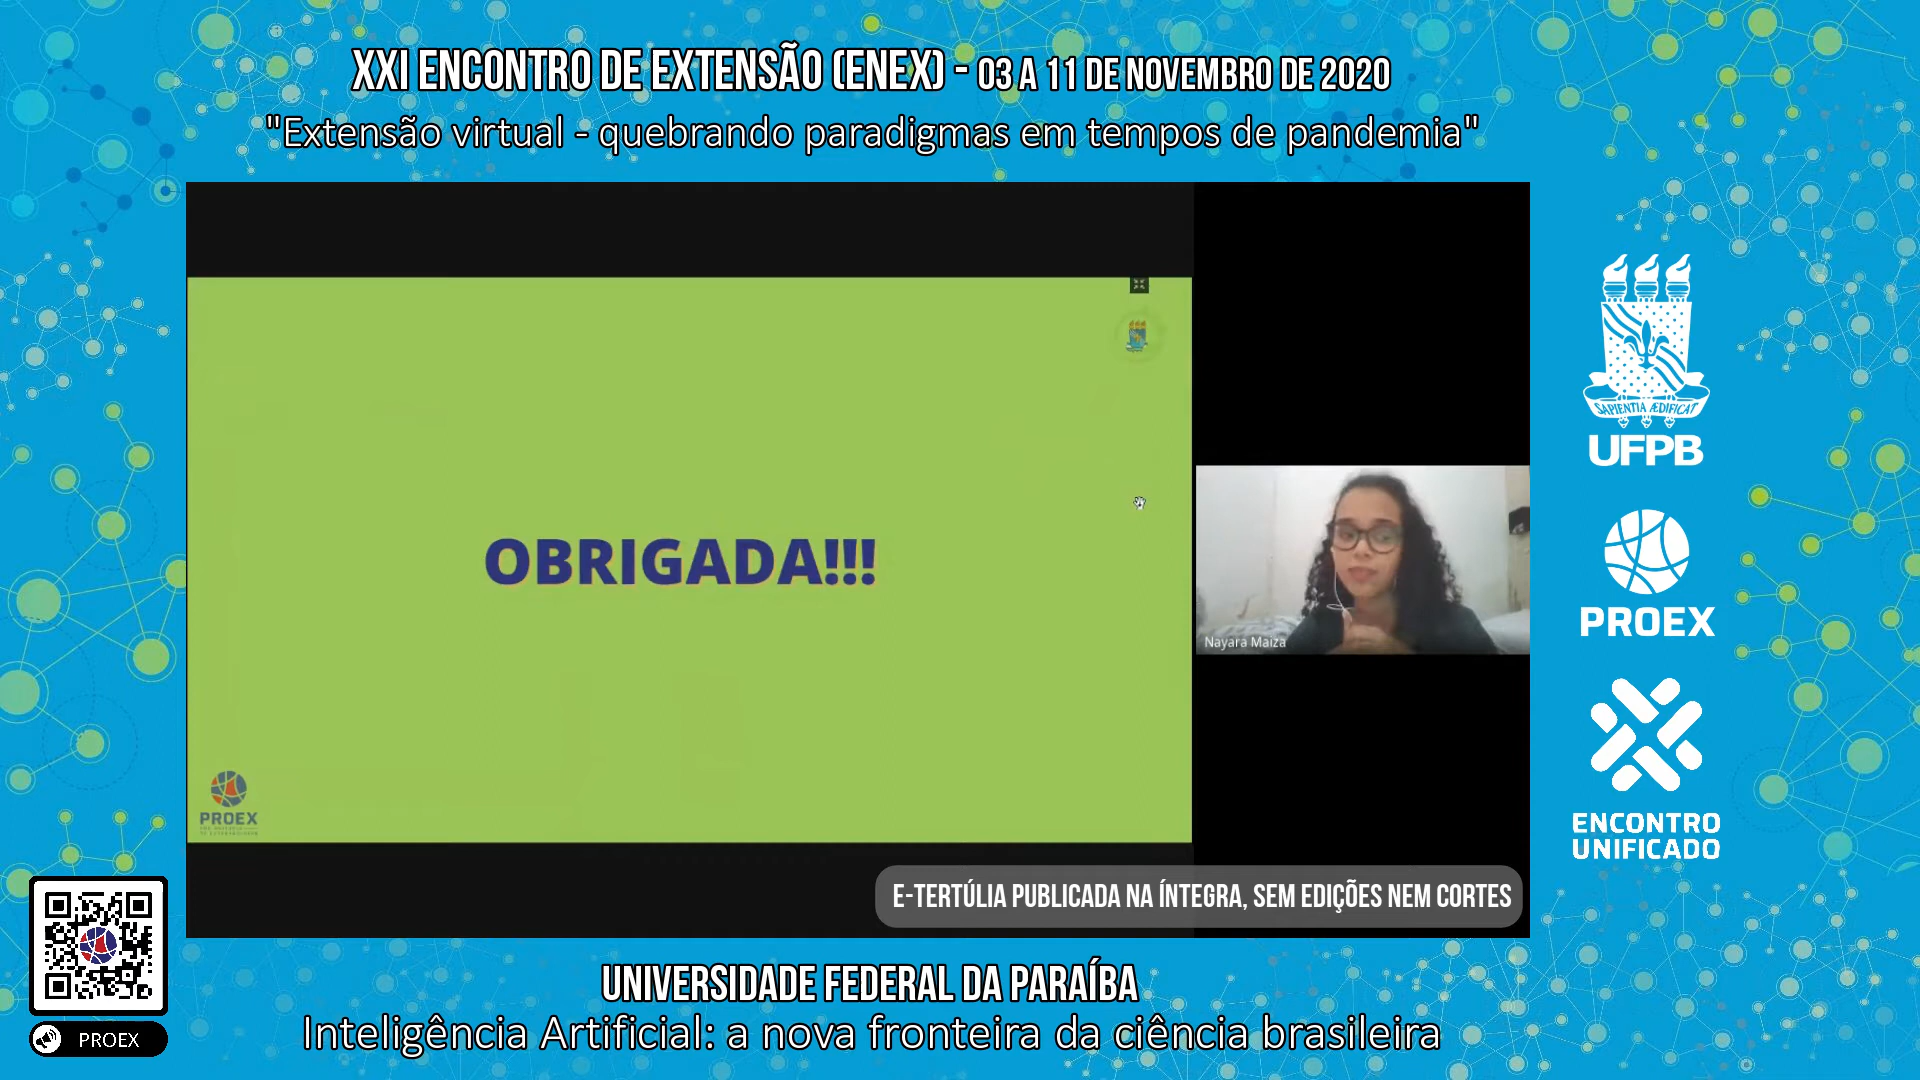 XXI ENCONTRO DE EXTENSÃO (ENEX) - 03 A 11 DE NOVEMBRO DE 2020
"Extensão virtual - quebrando paradigmas em tempos de pandemia"
OBRIGADA!!!
PROEX
Nayara Maiza
E-TERTÚLIA PUBLICADA NA ÍNTEGRA, SEM EDIÇÕES NEM CORTES
SAPIENTIA ÆDIFICAT
UFPB
PROEX
ENCONTRO
UNIFICADO
PROEX
UNIVERSIDADE FEDERAL DA PARAÍBA
Inteligência Artificial: a nova fronteira da ciência brasileira